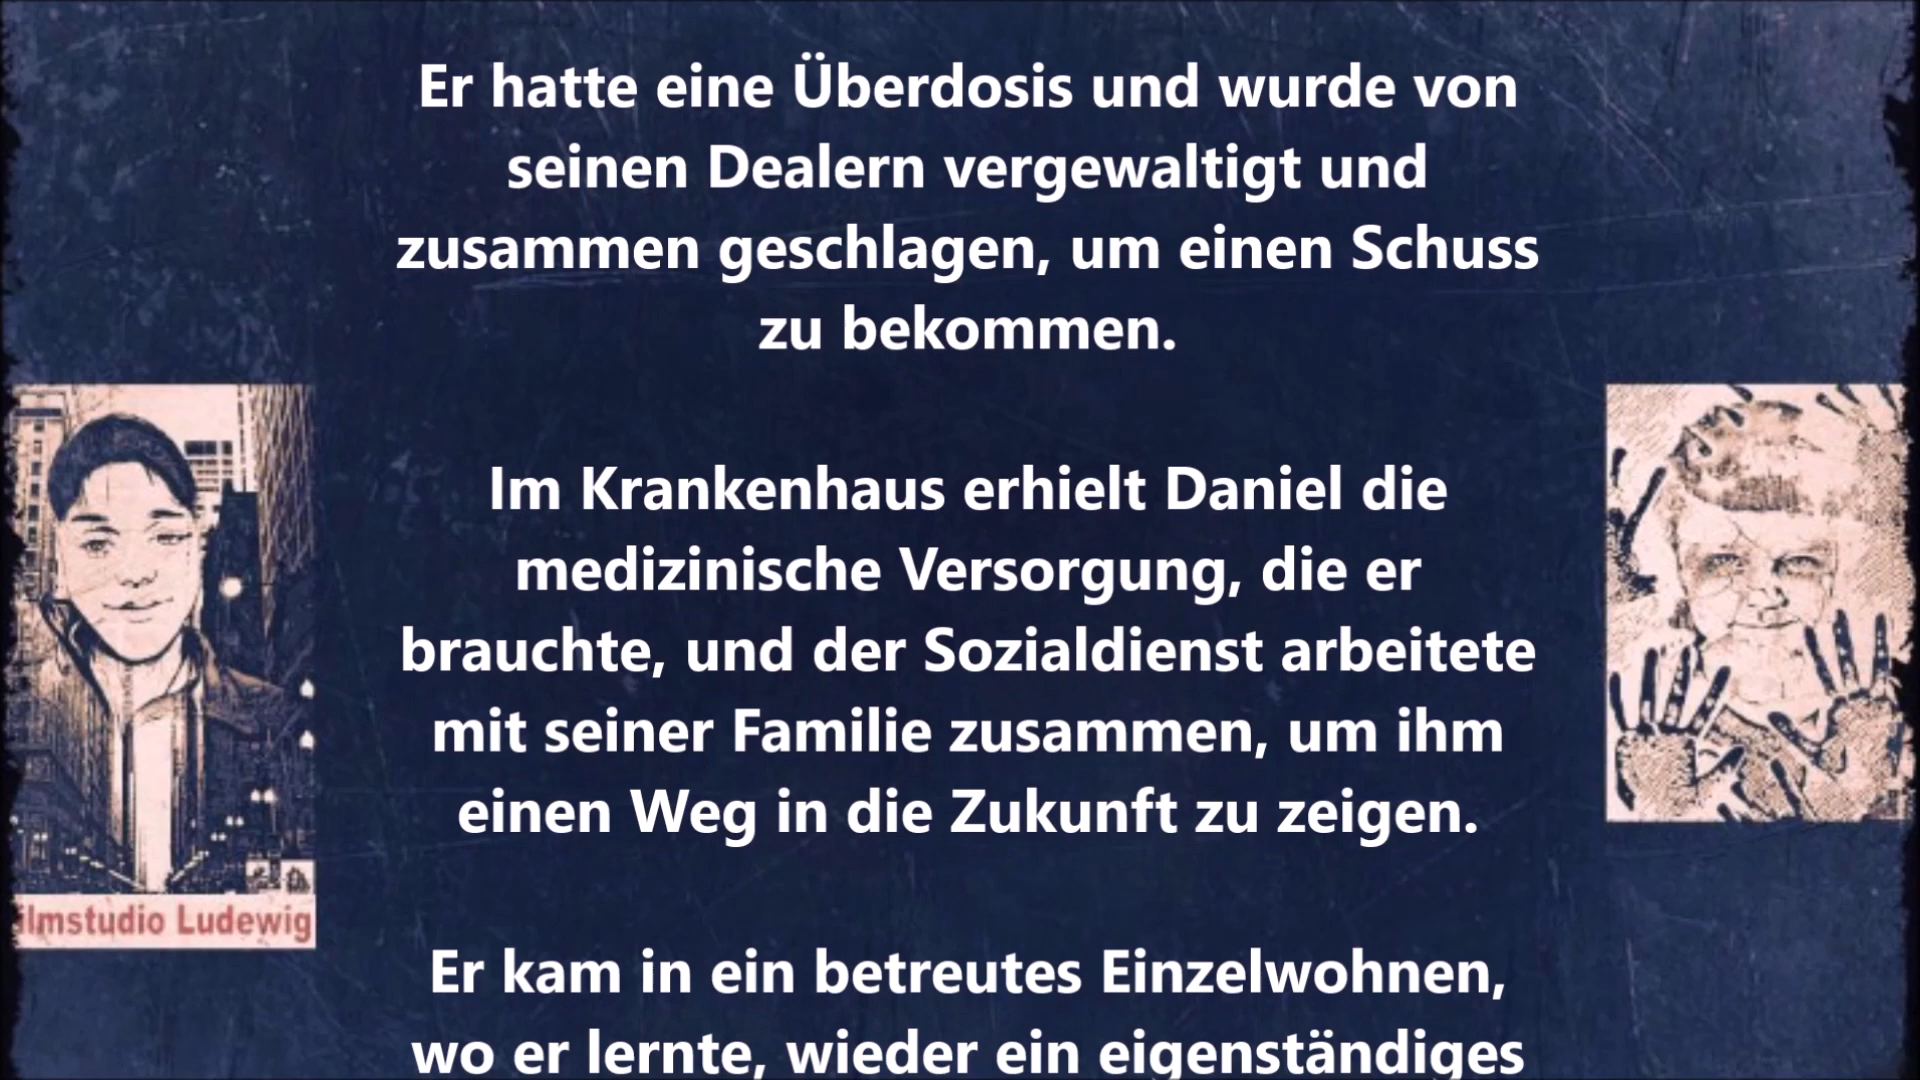 Er hatte eine Überdosis und wurde von
seinen Dealern vergewaltigt und
zusammen geschlagen, um einen Schuss
zu bekommen.
Im Krankenhaus erhielt Daniel die
medizinische Versorgung, die er
brauchte, und der Sozialdienst arbeitete
mit seiner Familie zusammen, um ihm
einen Weg in die Zukunft zu zeigen.
ilmstudio Ludewig
Er kam in ein betreutes Einzelwohnen,
wo er lernte, wieder ein eigenständiges